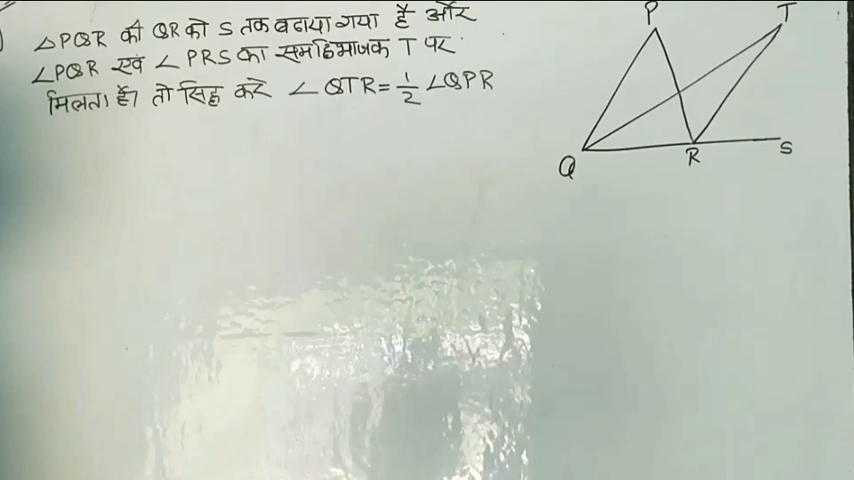 △PQR की QR को S तक बढाया गया है और
∠PQR एवं ∠PRS का समद्विभाजक T पर
मिलता है। तो सिद्ध करे ∠QTR = 1/2 ∠QPR
P T
Q R S